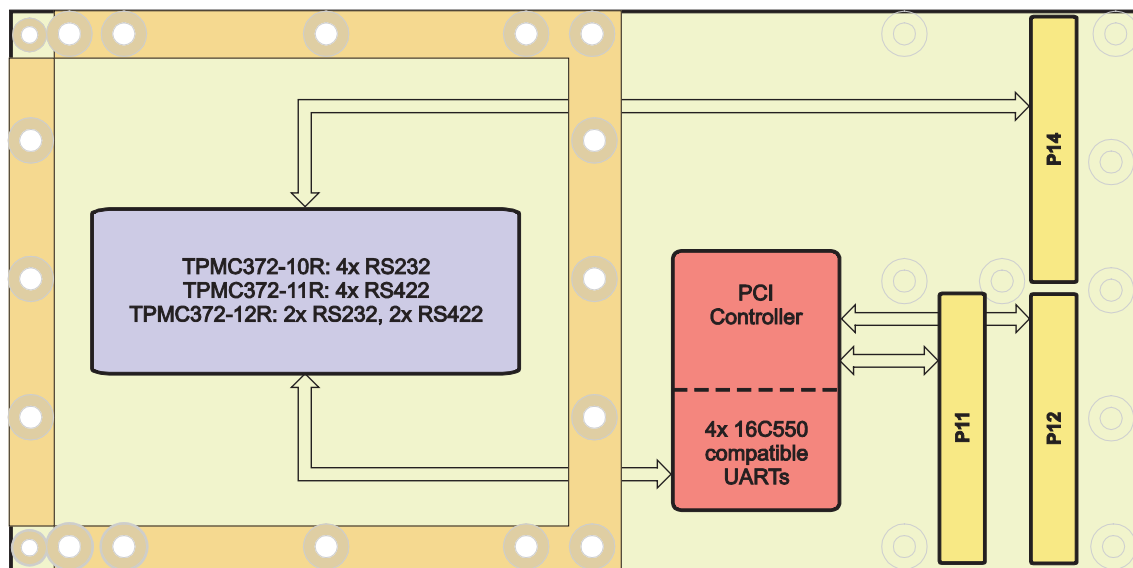 P14
TPMC372-10R: 4x RS232
TPMC372-11R: 4x RS422
TPMC372-12R: 2x RS232, 2x RS422
PCI
Controller
4x 16C550
compatible
UARTs
P11
P12